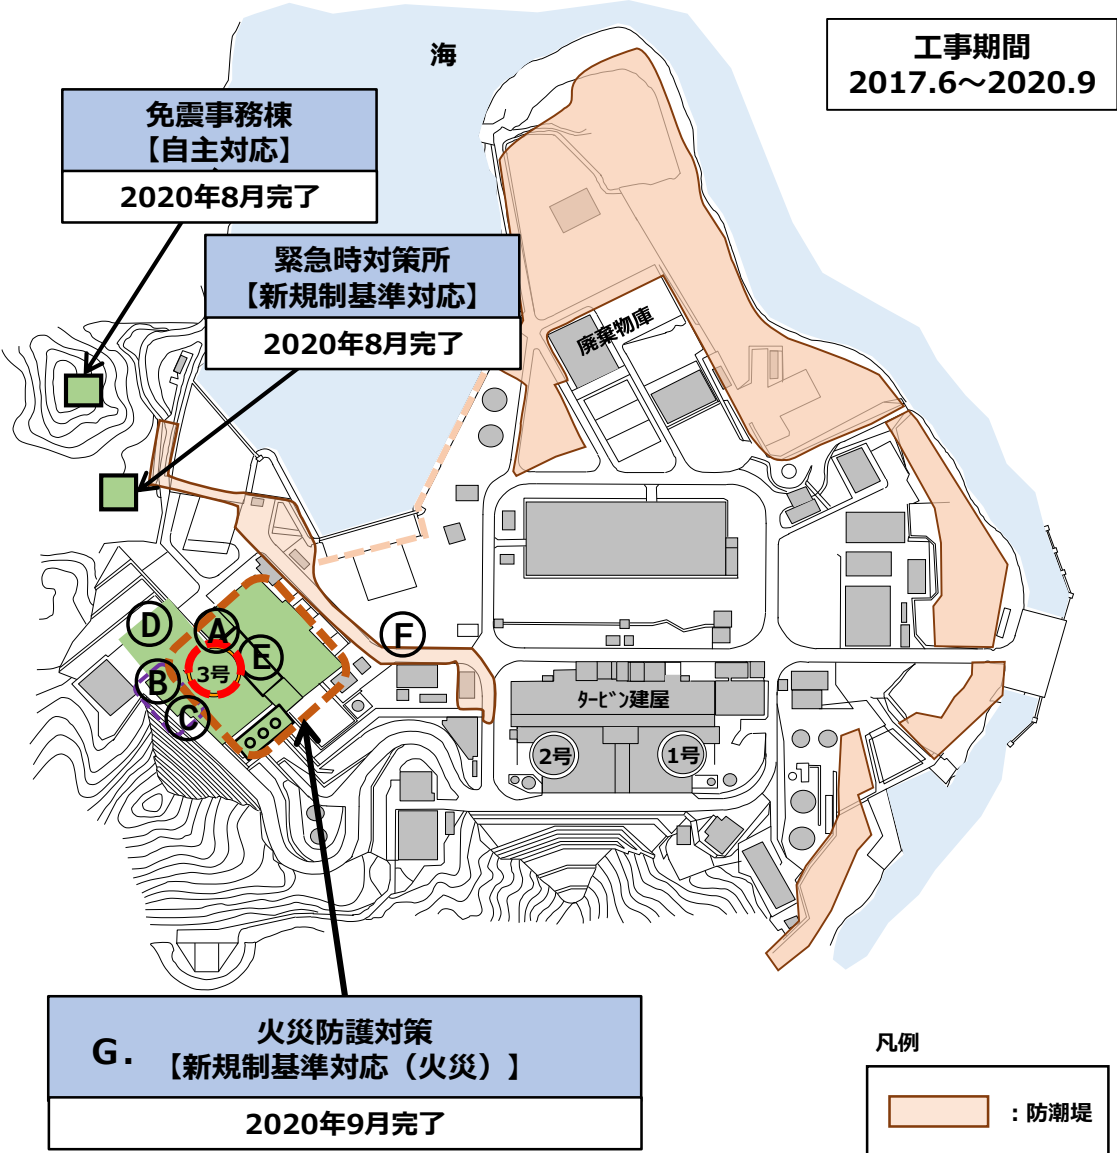 海
工事期間
2017.6～2020.9
免震事務棟
【自主対応】
2020年8月完了
緊急時対策所
【新規制基準対応】
2020年8月完了
廃棄物庫
D
A
E
F
B
3号
C
ﾀｰﾋﾞﾝ建屋
2号
1号
G.
火災防護対策
【新規制基準対応（火災）】
2020年9月完了
凡例
：防潮堤